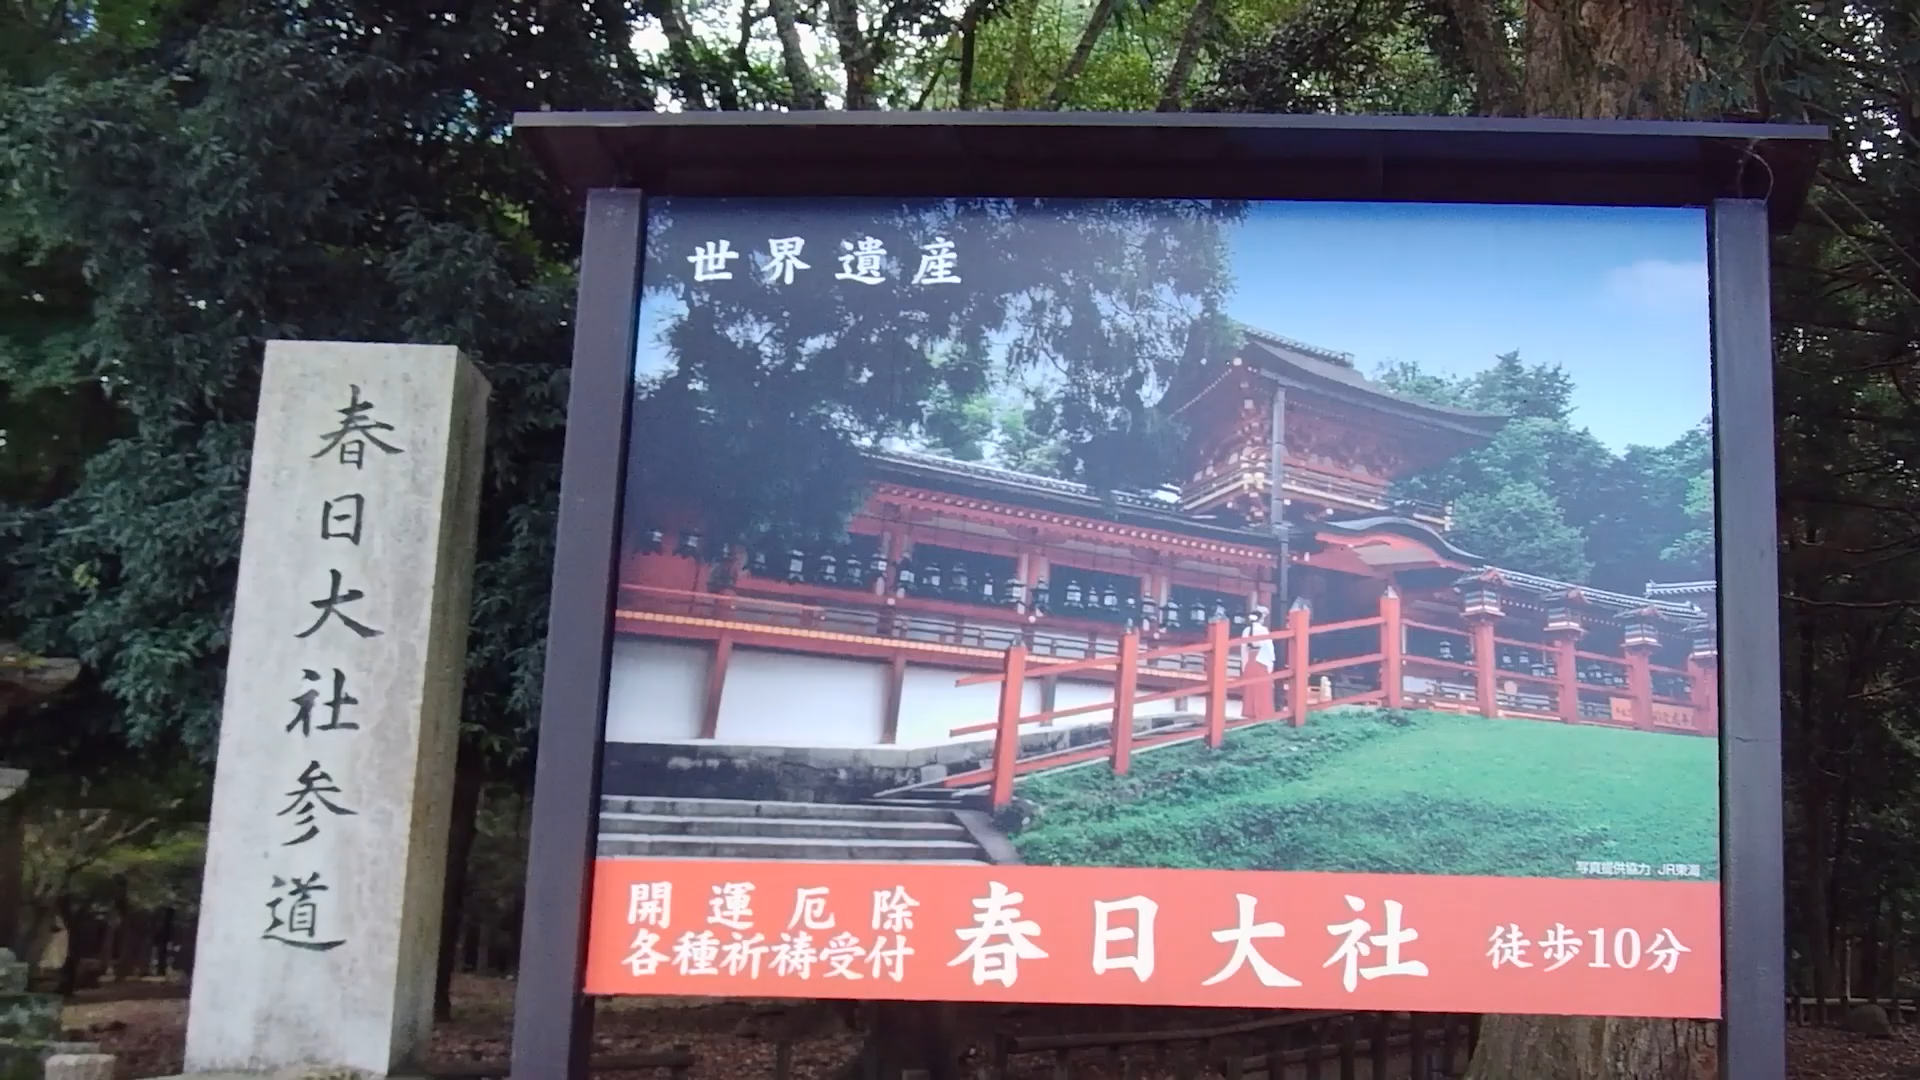 春日大社参道
世界遺産
写真提供協力 JR東海
開運厄除
各種祈祷受付
春日大社
徒歩10分